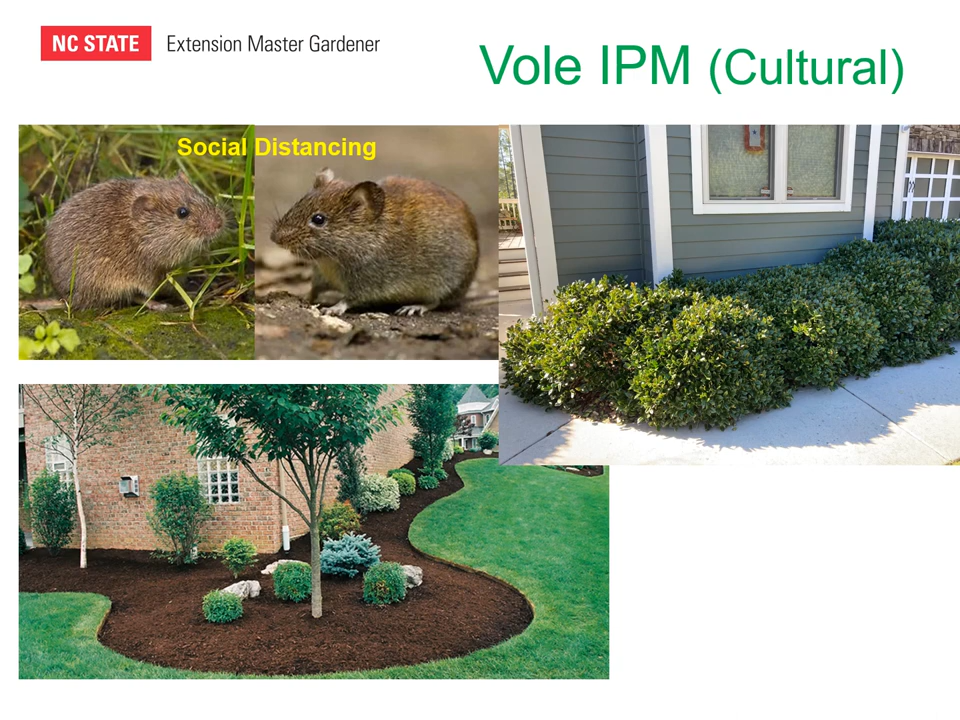 NC STATE Extension Master Gardener
Vole IPM (Cultural)
Social Distancing